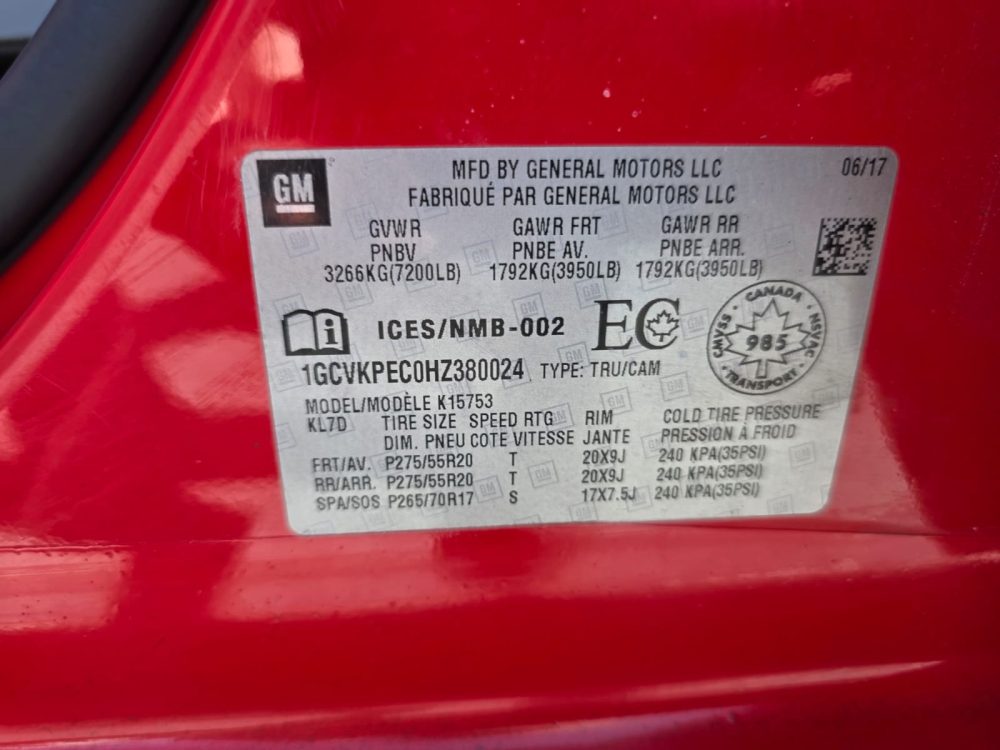 GM
MFD BY GENERAL MOTORS LLC 06/17
FABRIQUÉ PAR GENERAL MOTORS LLC
GVWR GAWR FRT GAWR RR
PNBV PNBE AV. PNBE ARR.
3266KG(7200LB) 1792KG(3950LB) 1792KG(3950LB)
ICES/NMB-002 EC
CANADA
CMVSS 985 NSVAC
TRANSPORT
1GCVKPEC0HZ380024 TYPE: TRU/CAM
MODEL/MODÈLE K15753
KL7D TIRE SIZE SPEED RTG RIM COLD TIRE PRESSURE
DIM. PNEU COTE VITESSE JANTE PRESSION À FROID
FRT/AV. P275/55R20 T 20X9J 240 KPA(35PSI)
RR/ARR. P275/55R20 T 20X9J 240 KPA(35PSI)
SPA/SOS P265/70R17 S 17X7.5J 240 KPA(35PSI)